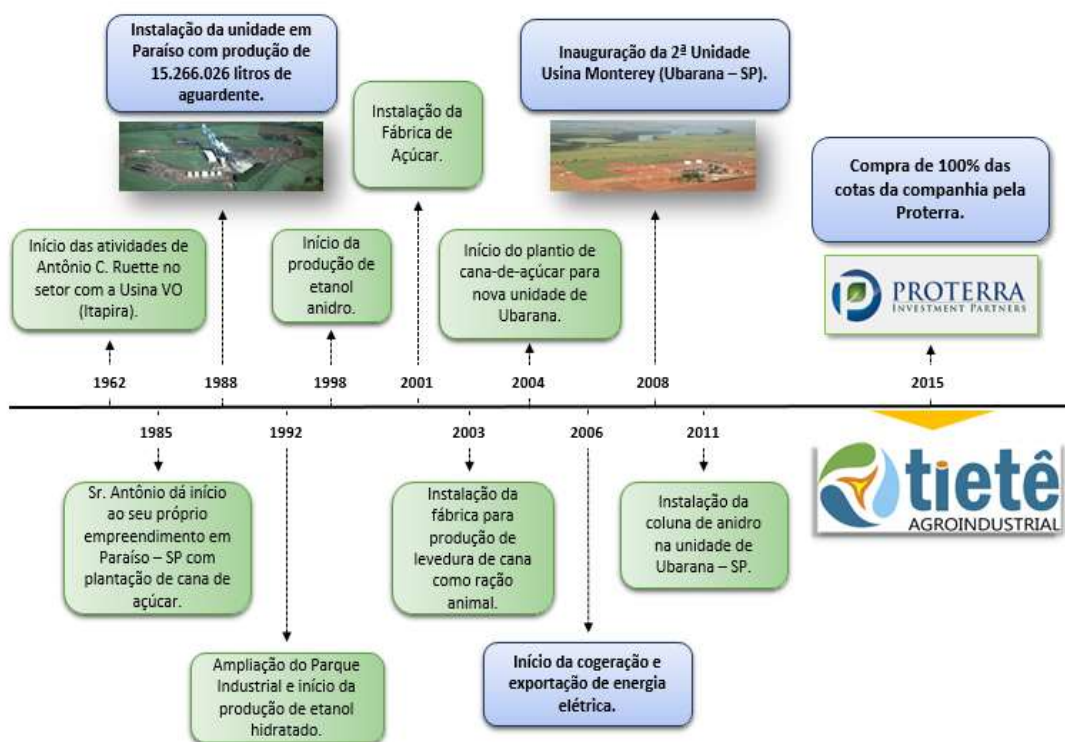 Instalação da unidade em
Paraíso com produção de
15.266.026 litros de
aguardente.
Inauguração da 2ª Unidade
Usina Monterey (Ubarana – SP).
Instalação da
Fábrica de
Açúcar.
Compra de 100% das
cotas da companhia pela
Proterra.
Início das atividades de
Antônio C. Ruette no
setor com a Usina VO
(Itapira).
Início da
produção de
etanol
anidro.
Início do plantio de
cana-de-açúcar para
nova unidade de
Ubarana.
PROTERRA
INVESTMENT PARTNERS
1962
1988
1998
2001
2004
2008
2015
1985
1992
2003
2006
2011
Sr. Antônio dá início
ao seu próprio
empreendimento em
Paraíso – SP com
plantação de cana de
açúcar.
Instalação da
fábrica para
produção de
levedura de cana
como ração
animal.
Instalação da
coluna de anidro
na unidade de
Ubarana – SP.
tietê
AGROINDUSTRIAL
Ampliação do Parque
Industrial e início da
produção de etanol
hidratado.
Início da cogeração e
exportação de energia
elétrica.